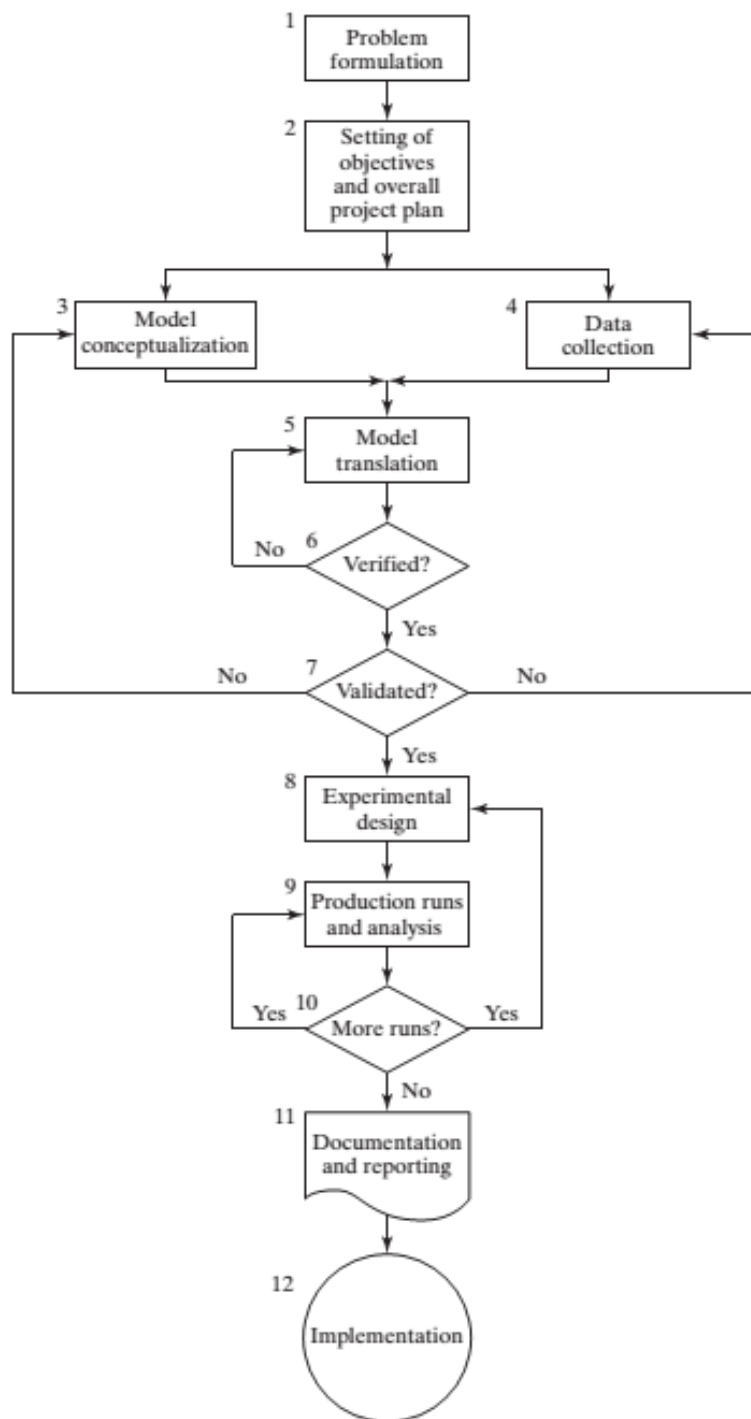 1
Problem
formulation
2
Setting of
objectives
and overall
project plan
3
Model
conceptualization
4
Data
collection
5
Model
translation
6
No
Verified?
Yes
7
No
Validated?
No
Yes
8
Experimental
design
9
Production runs
and analysis
10
Yes
More runs?
Yes
No
11
Documentation
and reporting
12
Implementation